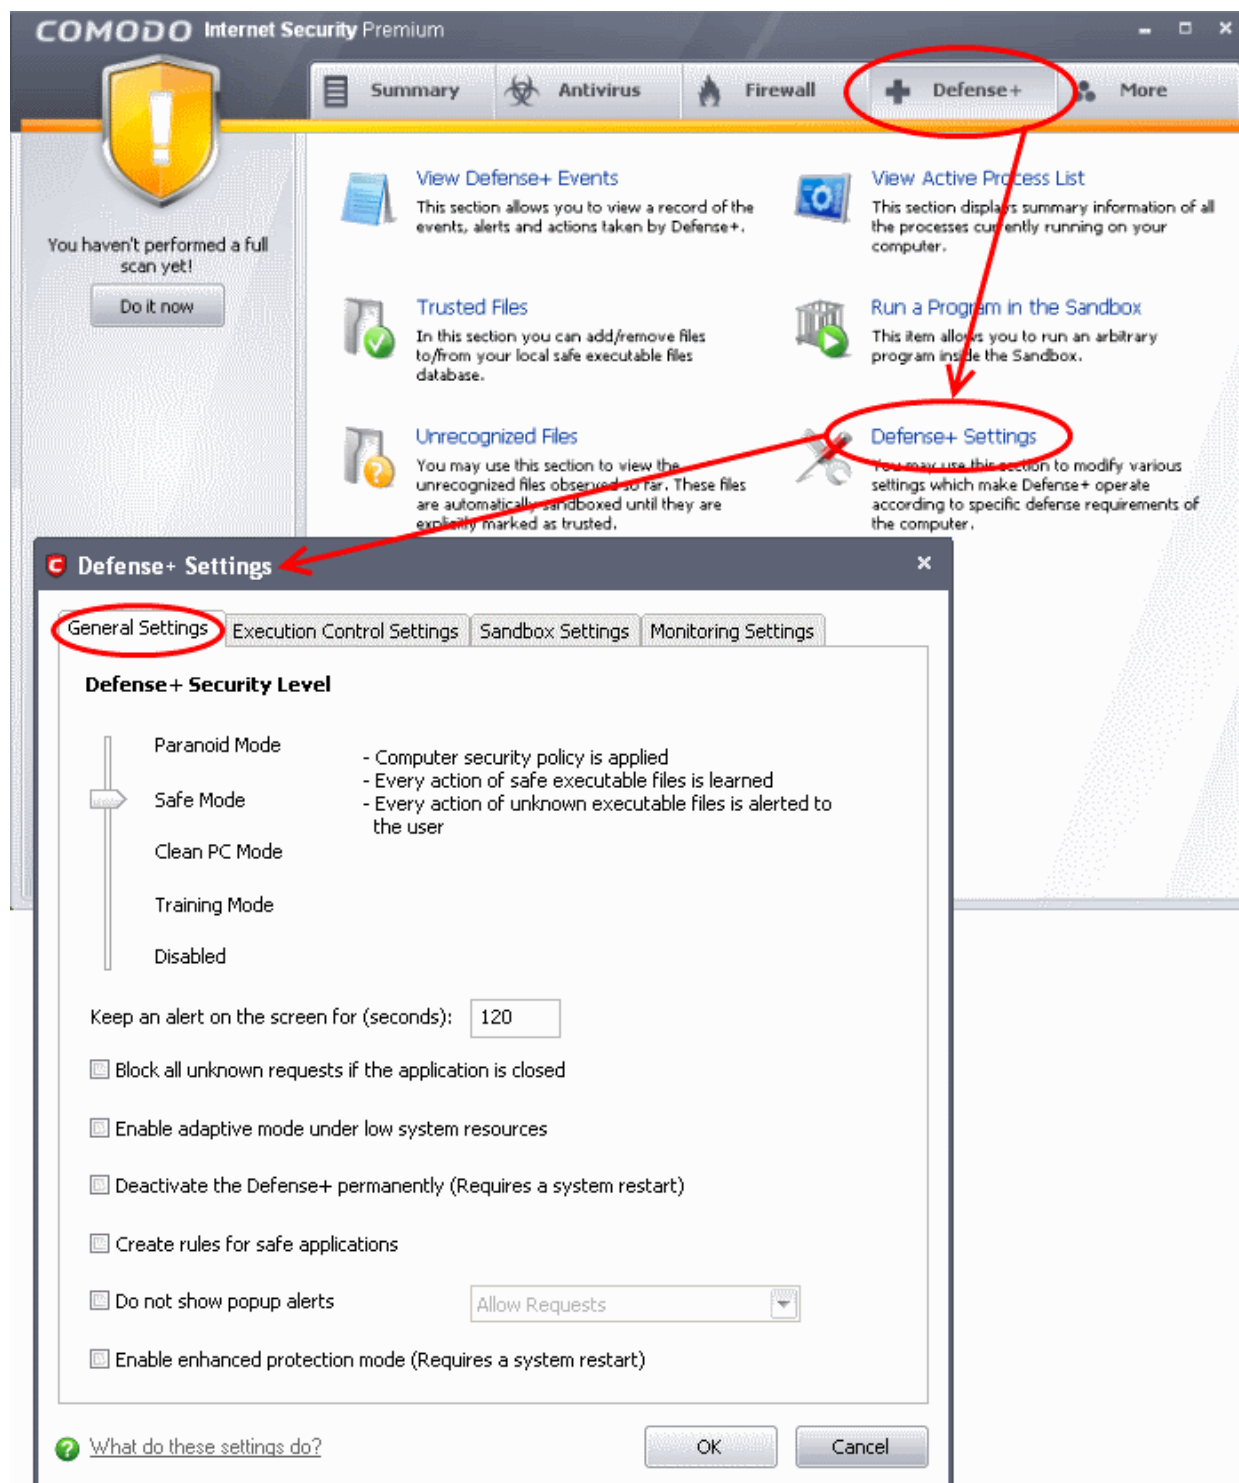 COMODO Internet Security Premium
Summary
Antivirus
Firewall
Defense+
More
You haven't performed a full
scan yet!
Do it now
View Defense+ Events
This section allows you to view a record of the
events, alerts and actions taken by Defense+.
View Active Process List
This section displays summary information of all
the processes currently running on your
computer.
Trusted Files
In this section you can add/remove files
to/from your local safe executable files
database.
Run a Program in the Sandbox
This item allows you to run an arbitrary
program inside the Sandbox.
Unrecognized Files
You may use this section to view the
unrecognized files observed so far. These files
are automatically sandboxed until they are
explicitly marked as trusted.
Defense+ Settings
You may use this section to modify various
settings which make Defense+ operate
according to specific defense requirements of
the computer.
Defense+ Settings
General Settings
Execution Control Settings
Sandbox Settings
Monitoring Settings
Defense+ Security Level
Paranoid Mode
Safe Mode
Clean PC Mode
Training Mode
Disabled
- Computer security policy is applied
- Every action of safe executable files is learned
- Every action of unknown executable files is alerted to
the user
Keep an alert on the screen for (seconds): 120
Block all unknown requests if the application is closed
Enable adaptive mode under low system resources
Deactivate the Defense+ permanently (Requires a system restart)
Create rules for safe applications
Do not show popup alerts
Allow Requests
Enable enhanced protection mode (Requires a system restart)
What do these settings do?
OK
Cancel